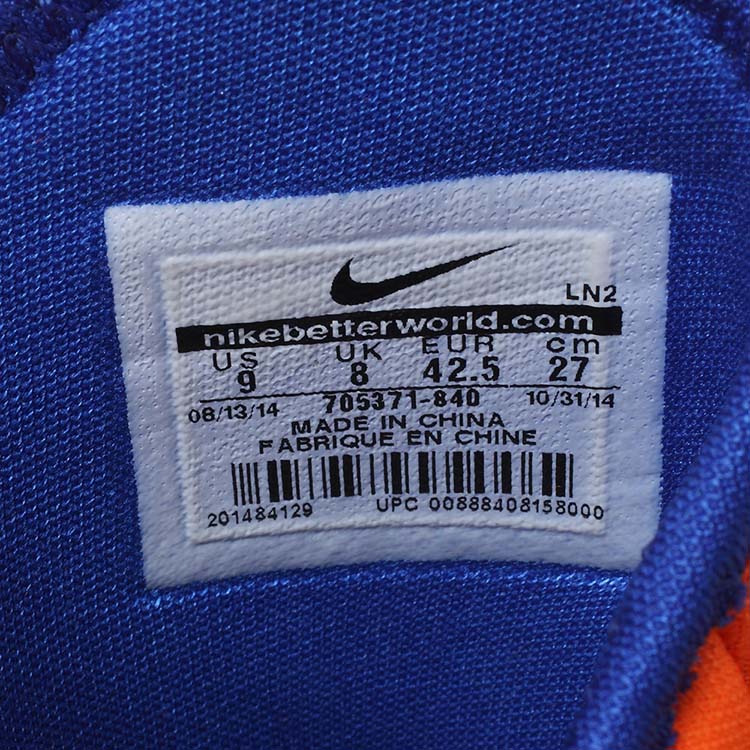 LN2
nikebetterworld.com
US UK EUR cm
9 8 42.5 27
08/13/14 705371-840 10/31/14
MADE IN CHINA
FABRIQUE EN CHINE
201484129 UPC 00888408158000